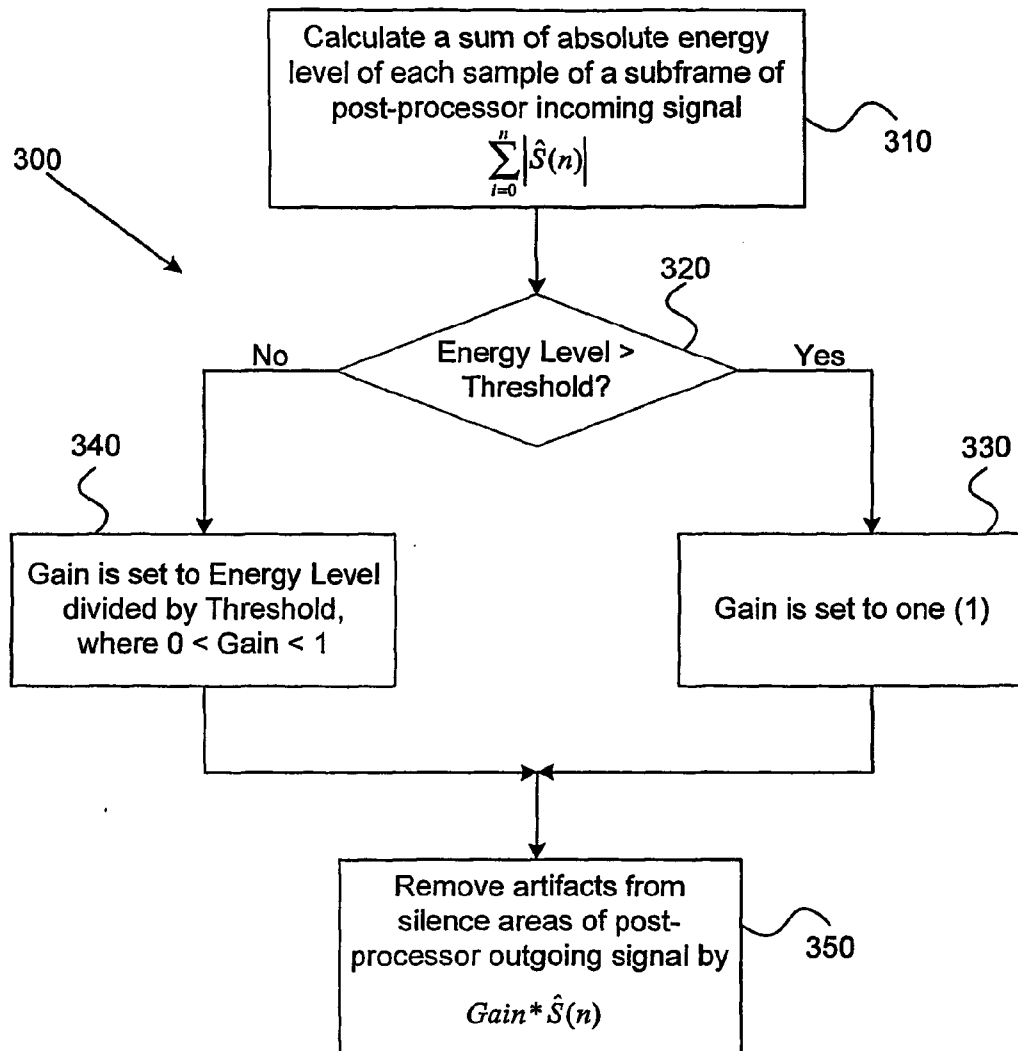 Calculate a sum of absolute energy
level of each sample of a subframe of
post-processor incoming signal
\sum_{i=0}^{n} |\hat{S}(n)|
310
300
320
Energy Level >
Threshold?
No
Yes
340
330
Gain is set to Energy Level
divided by Threshold,
where 0 < Gain < 1
Gain is set to one (1)
Remove artifacts from
silence areas of post-
processor outgoing signal by
Gain* \hat{S}(n)
350